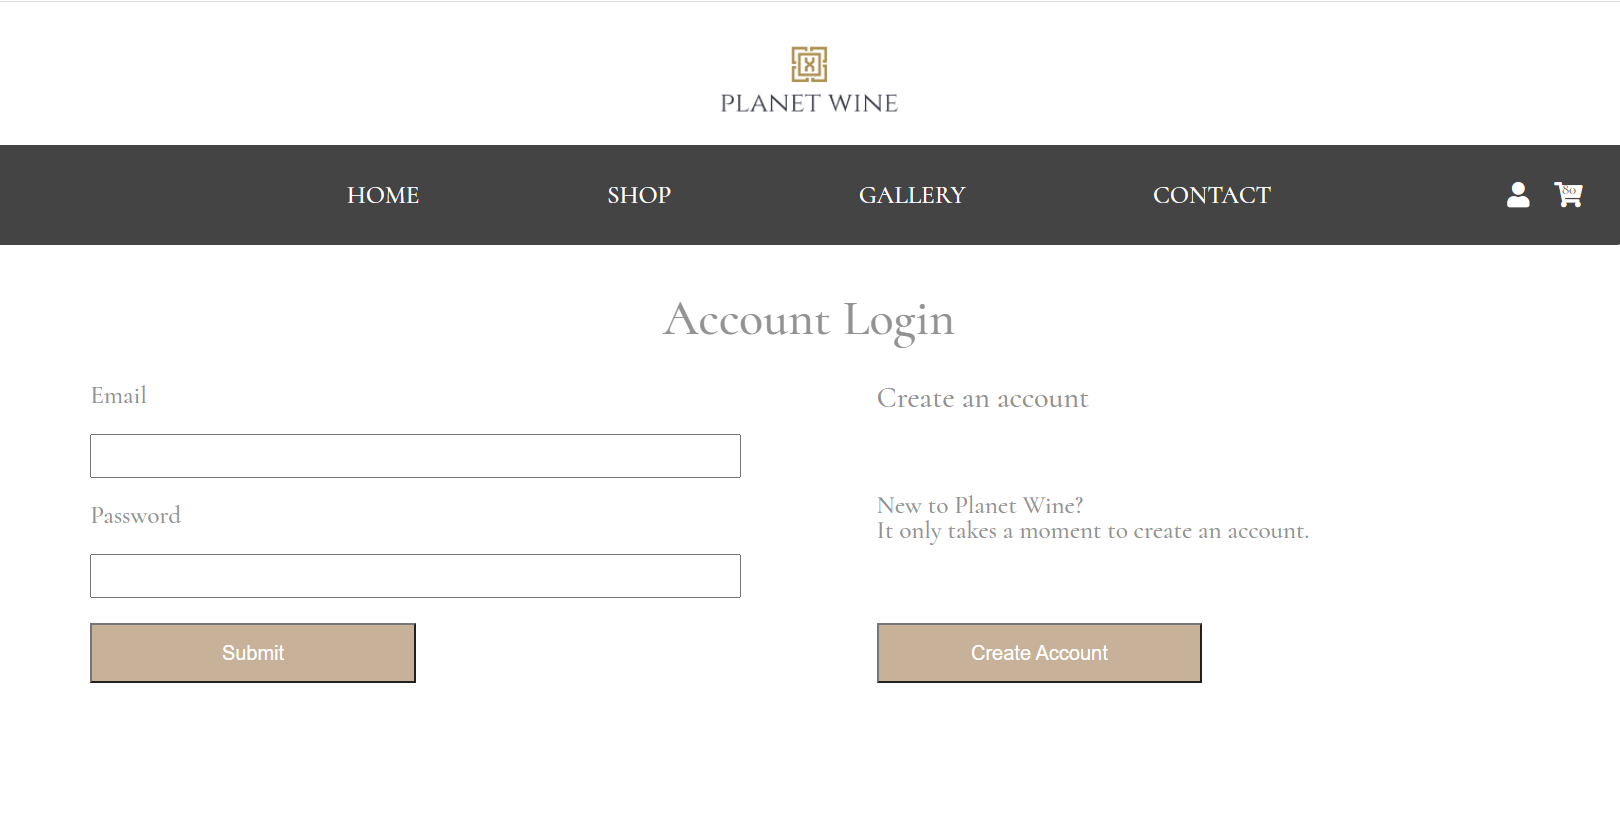 PLANET WINE
HOME SHOP GALLERY CONTACT 80
Account Login
Email
Password
Submit
Create an account
New to Planet Wine?
It only takes a moment to create an account.
Create Account